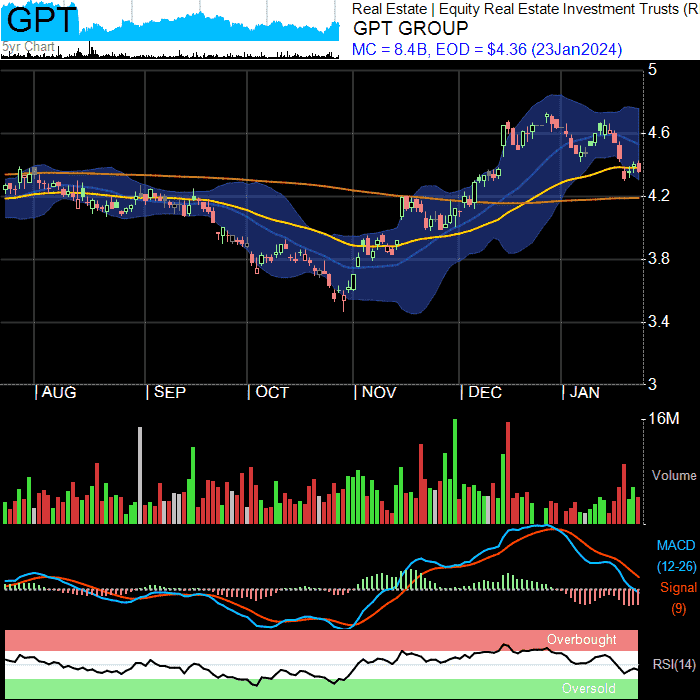 GPT
5yr Chart
Real Estate | Equity Real Estate Investment Trusts (R
GPT GROUP
MC = 8.4B, EOD = $4.36 (23Jan2024)
5
4.6
4.2
3.8
3.4
3
| AUG | SEP | OCT | NOV | DEC | JAN
16M
Volume
MACD
(12-26)
Signal
(9)
Overbought
RSI(14)
Oversold